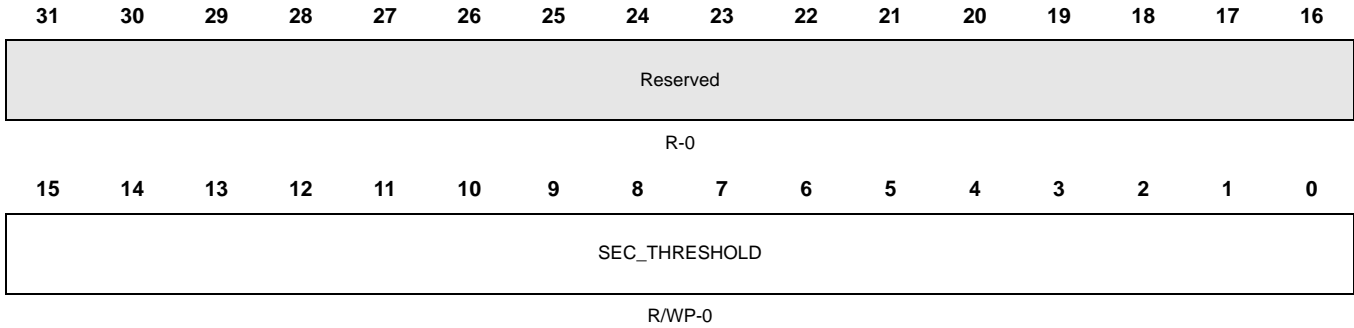 31 30 29 28 27 26 25 24 23 22 21 20 19 18 17 16
Reserved
R-0
15 14 13 12 11 10 9 8 7 6 5 4 3 2 1 0
SEC_THRESHOLD
R/WP-0